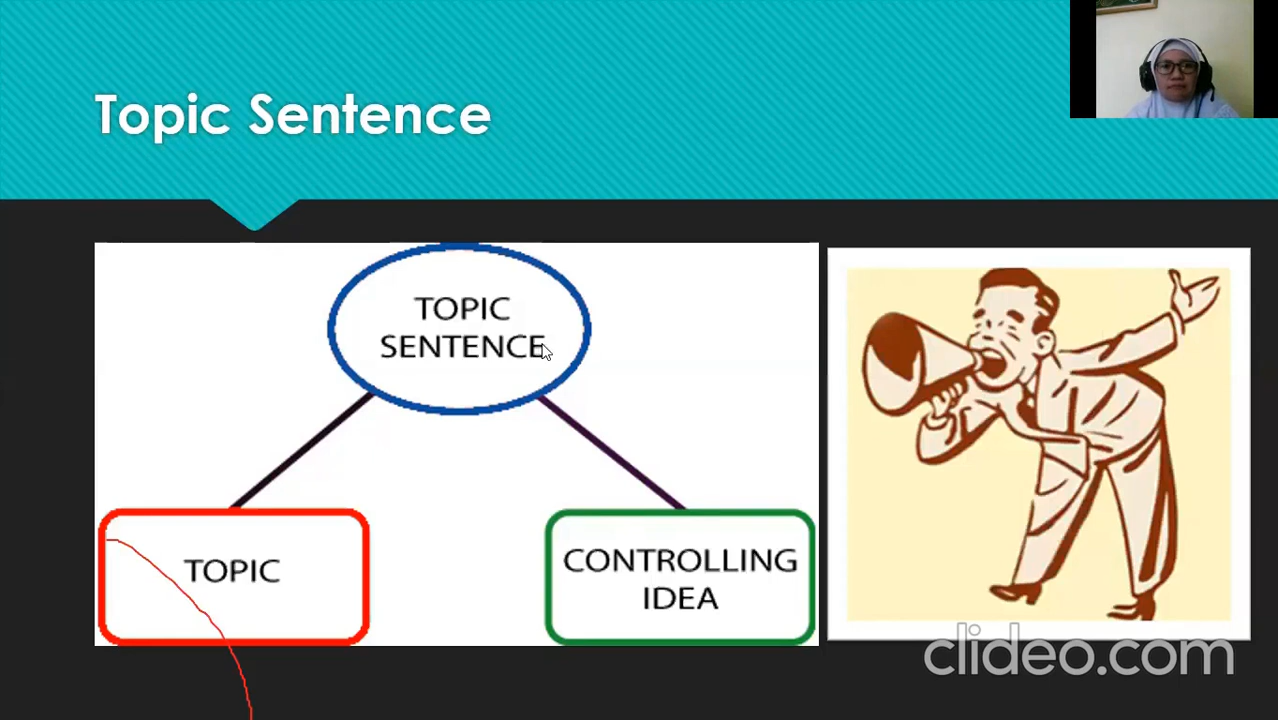 Topic Sentence
TOPIC
SENTENCE
TOPIC
CONTROLLING
IDEA
clideo.com